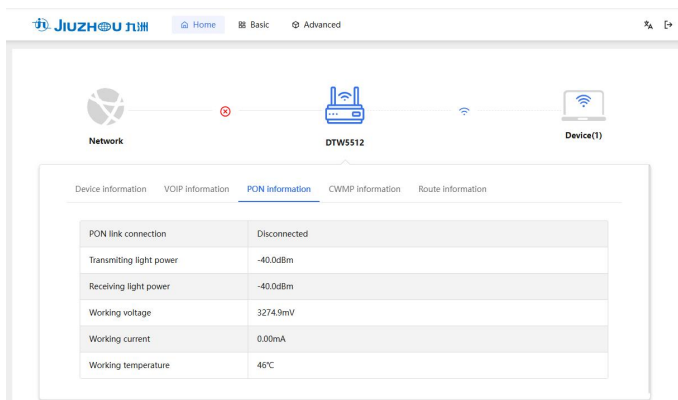 JIUZHOU 九洲 Home Basic Advanced
Network
DTW5512
Device(1)
Device information VOIP information PON information CWMP information Route information
PON link connection Disconnected
Transmiting light power -40.0dBm
Receiving light power -40.0dBm
Working voltage 3274.9mV
Working current 0.00mA
Working temperature 46℃